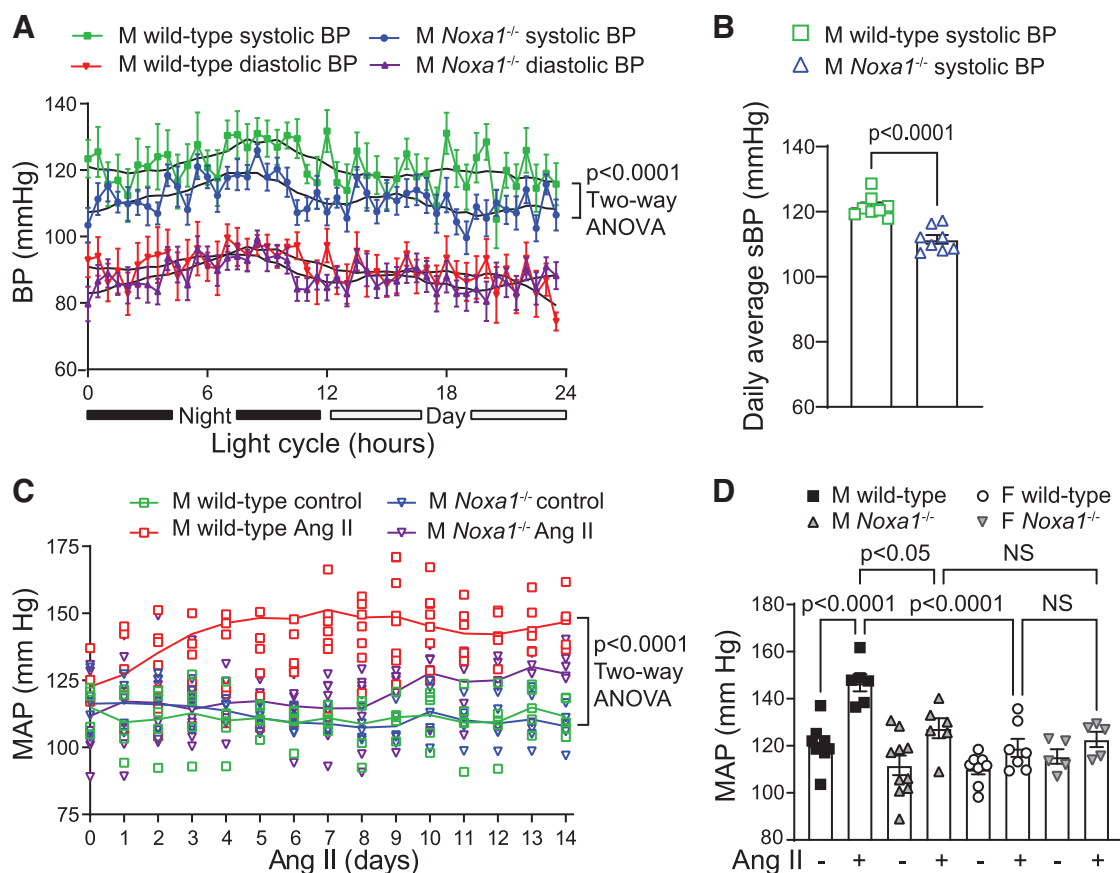 A
M wild-type systolic BP
M Noxa1-/- systolic BP
M wild-type diastolic BP
M Noxa1-/- diastolic BP
BP (mmHg)
140
120
100
80
60
p<0.0001
Two-way
ANOVA
0
6
12
18
24
Night
Day
Light cycle (hours)
B
M wild-type systolic BP
M Noxa1-/- systolic BP
Daily average sBP (mmHg)
140
120
100
80
60
p<0.0001
C
M wild-type control
M Noxa1-/- control
M wild-type Ang II
M Noxa1-/- Ang II
MAP (mm Hg)
175
150
125
100
75
p<0.0001
Two-way
ANOVA
0 1 2 3 4 5 6 7 8 9 10 11 12 13 14
Ang II (days)
D
M wild-type
F wild-type
M Noxa1-/-
F Noxa1-/-
p<0.05
NS
p<0.0001
p<0.0001
NS
MAP (mm Hg)
180
160
140
120
100
80
Ang II - + - + - + - +